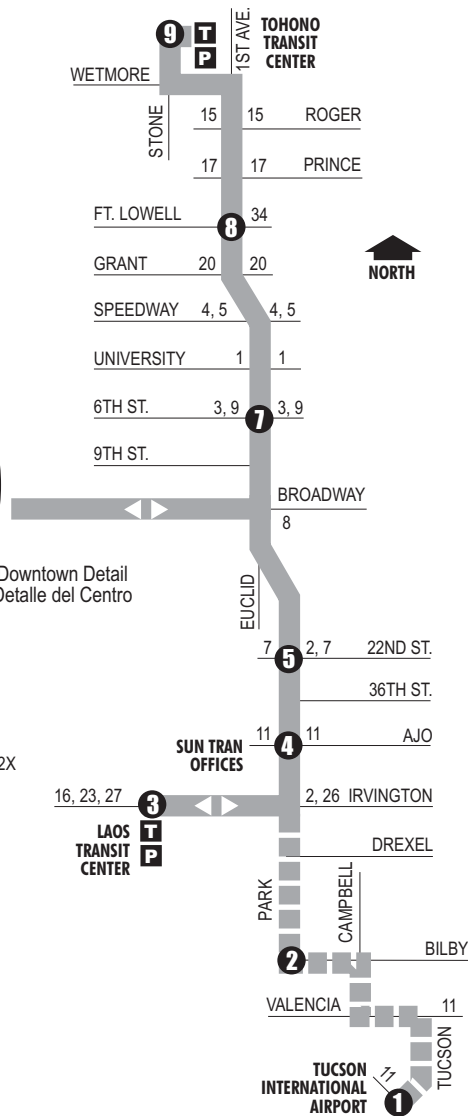 9
T
P
1ST AVE.
TOHONO
TRANSIT
CENTER
WETMORE
STONE
15 15 ROGER
17 17 PRINCE
FT. LOWELL 8 34
NORTH
GRANT 20 20
SPEEDWAY 4, 5 4, 5
UNIVERSITY 1 1
6TH ST. 3, 9 7 3, 9
9TH ST.
BROADWAY
8
Downtown Detail
Detalle del Centro
EUCLID
7 5 2, 7 22ND ST.
36TH ST.
SUN TRAN
OFFICES
11 4 11 AJO
2X
16, 23, 27 3 2, 26 IRVINGTON
LAOS
TRANSIT
CENTER
T
P
DREXEL
PARK
CAMPBELL
2 BILBY
VALENCIA 11
TUCSON
TUCSON
INTERNATIONAL
AIRPORT
11
1